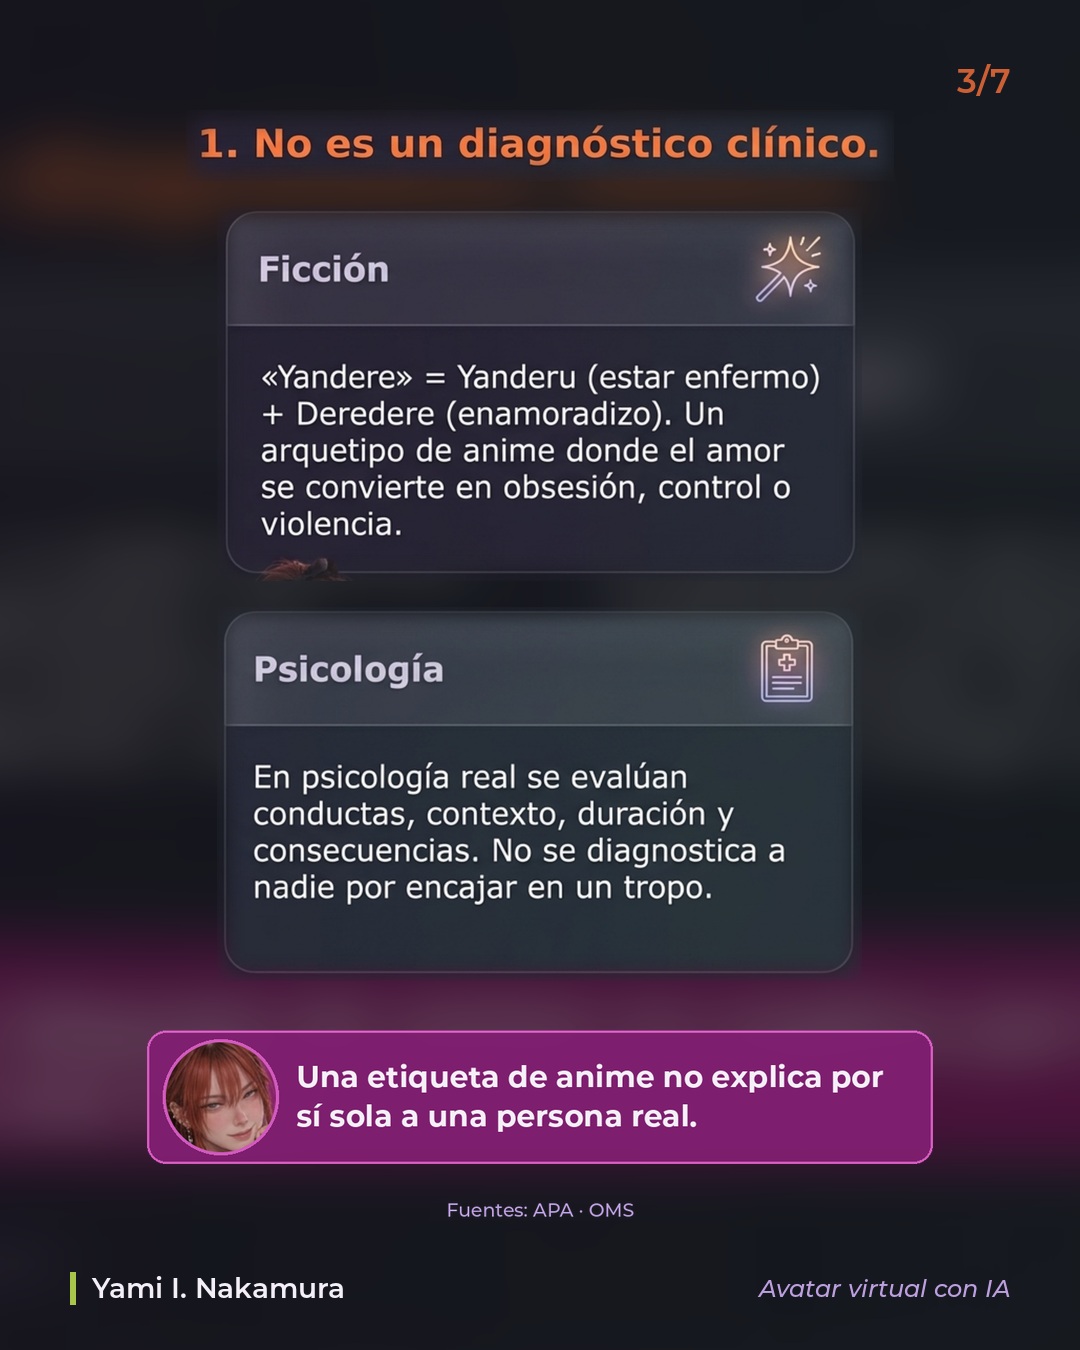 3/7
1. No es un diagnóstico clínico.
Ficción
«Yandere» = Yanderu (estar enfermo)
+ Deredere (enamoradizo). Un
arquetipo de anime donde el amor
se convierte en obsesión, control o
violencia.
Psicología
En psicología real se evalúan
conductas, contexto, duración y
consecuencias. No se diagnostica a
nadie por encajar en un tropo.
Una etiqueta de anime no explica por
sí sola a una persona real.
Fuentes: APA · OMS
Yami I. Nakamura
Avatar virtual con IA